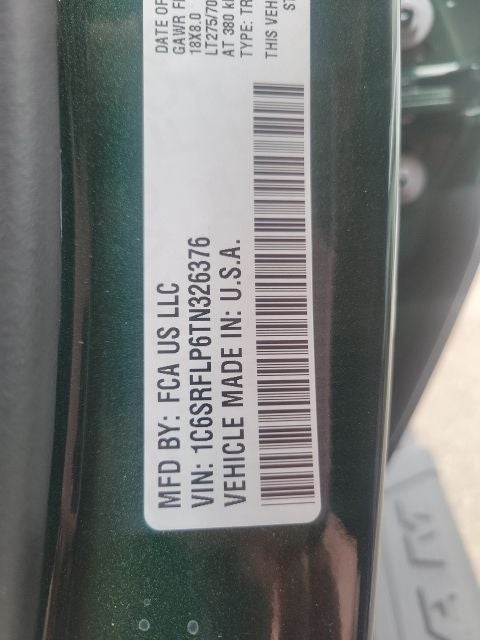 MFD BY: FCA US LLC
VIN: 1C6SRFLP6TN326376
VEHICLE MADE IN: U.S.A.
DATE OF
GAWR
18X8.0
LT275/70
AT 380
TYPE: TR
THIS VEH